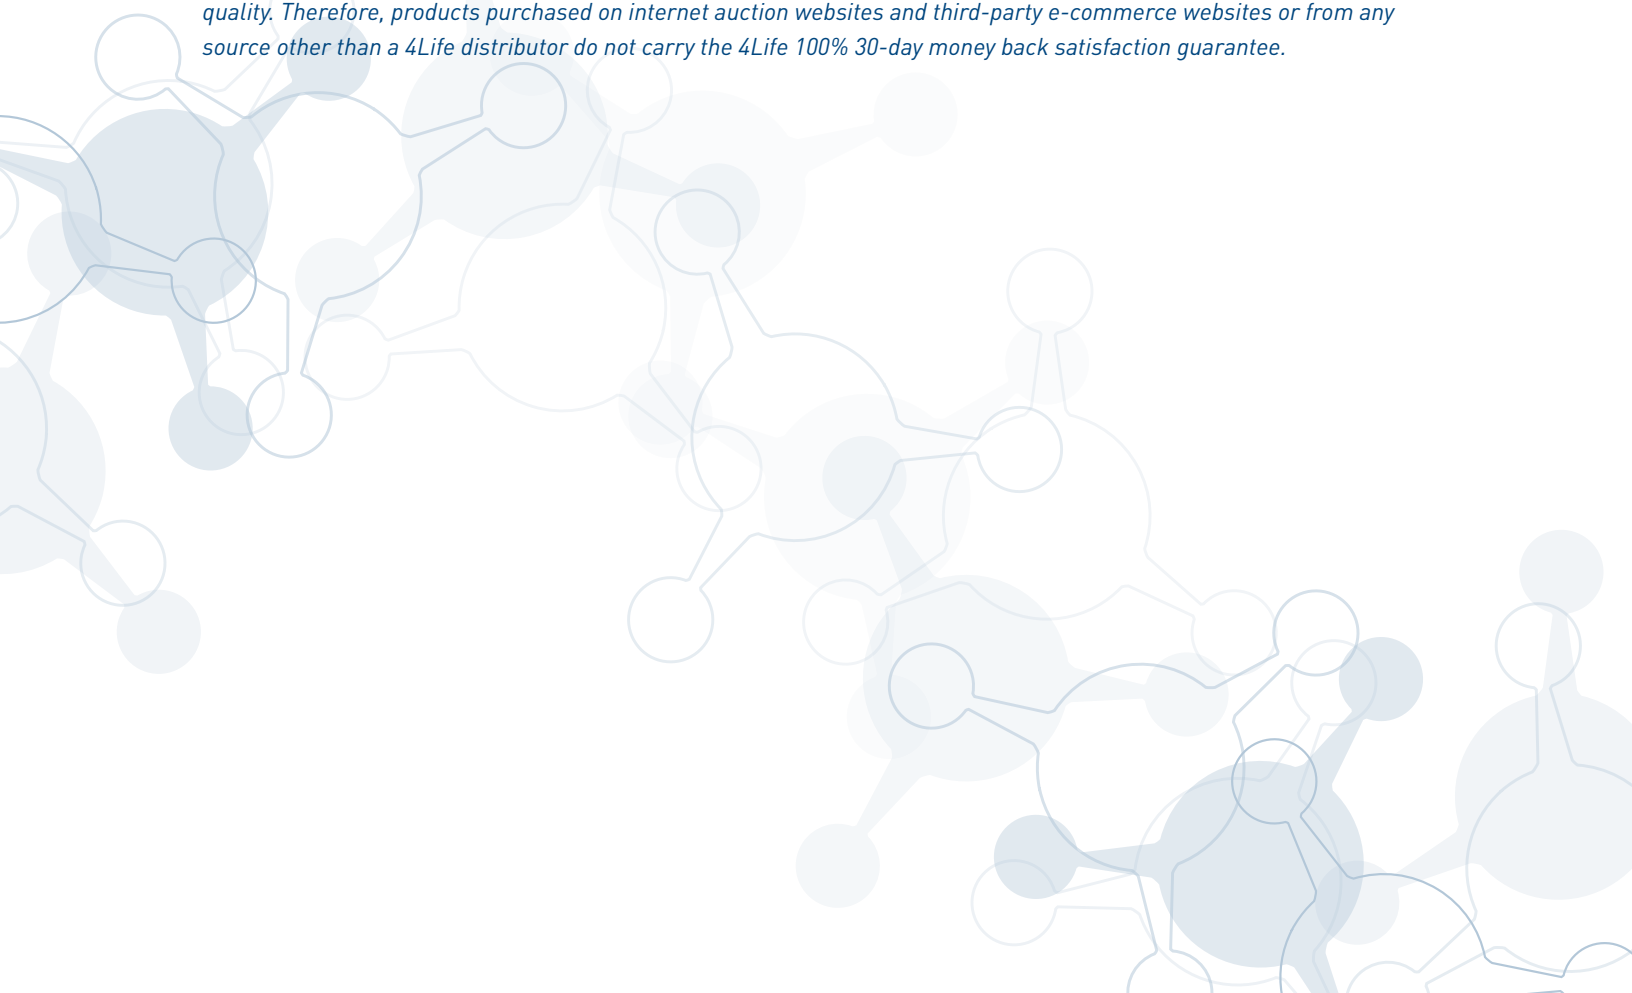 quality. Therefore, products purchased on internet auction websites and third-party e-commerce websites or from any
source other than a 4Life distributor do not carry the 4Life 100% 30-day money back satisfaction guarantee.